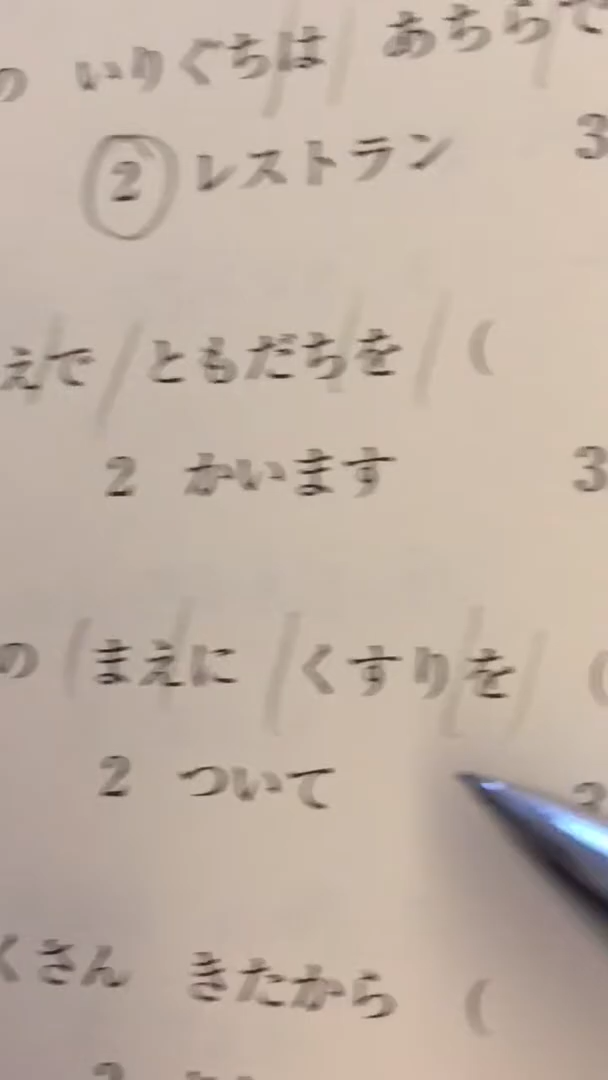 の いりぐちは あちらで
② レストラン 3
えで ともだちを (
2 かいます 3
の まえに くすりを (
2 ついて 3
くさん きたから (